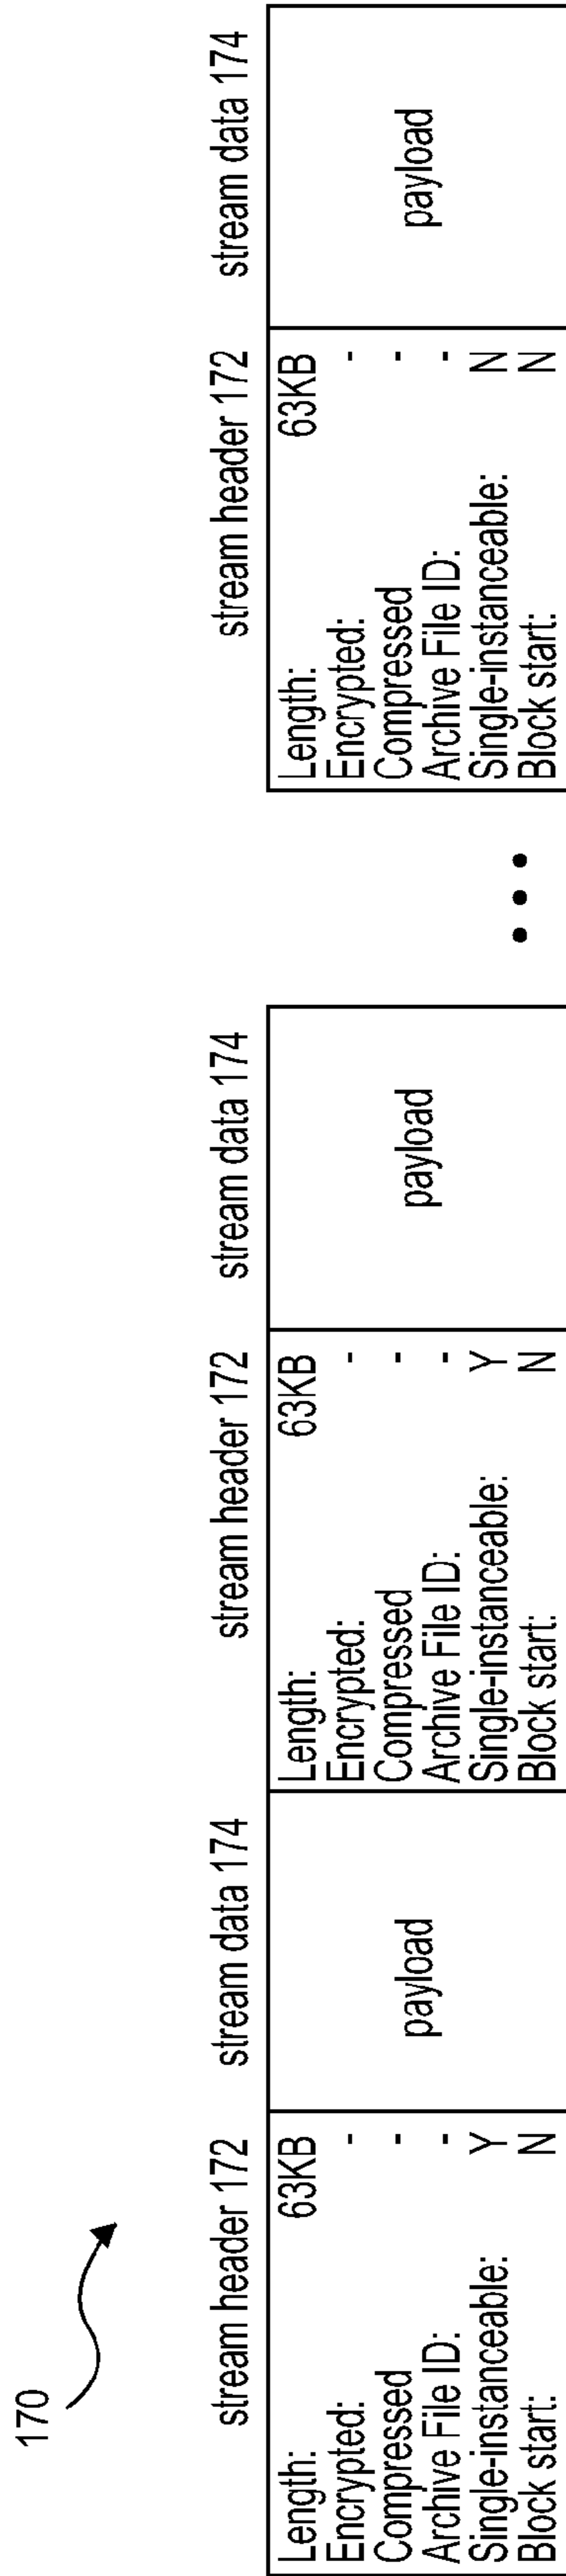 170
stream header 172
stream data 174
stream header 172
stream data 174
stream header 172
stream data 174
Length: 63KB
Encrypted: -
Compressed -
Archive File ID: -
Single-instanceable: Y
Block start: N
payload
Length: 63KB
Encrypted: -
Compressed -
Archive File ID: -
Single-instanceable: Y
Block start: N
payload
• • •
Length: 63KB
Encrypted: -
Compressed -
Archive File ID: -
Single-instanceable: N
Block start: N
payload